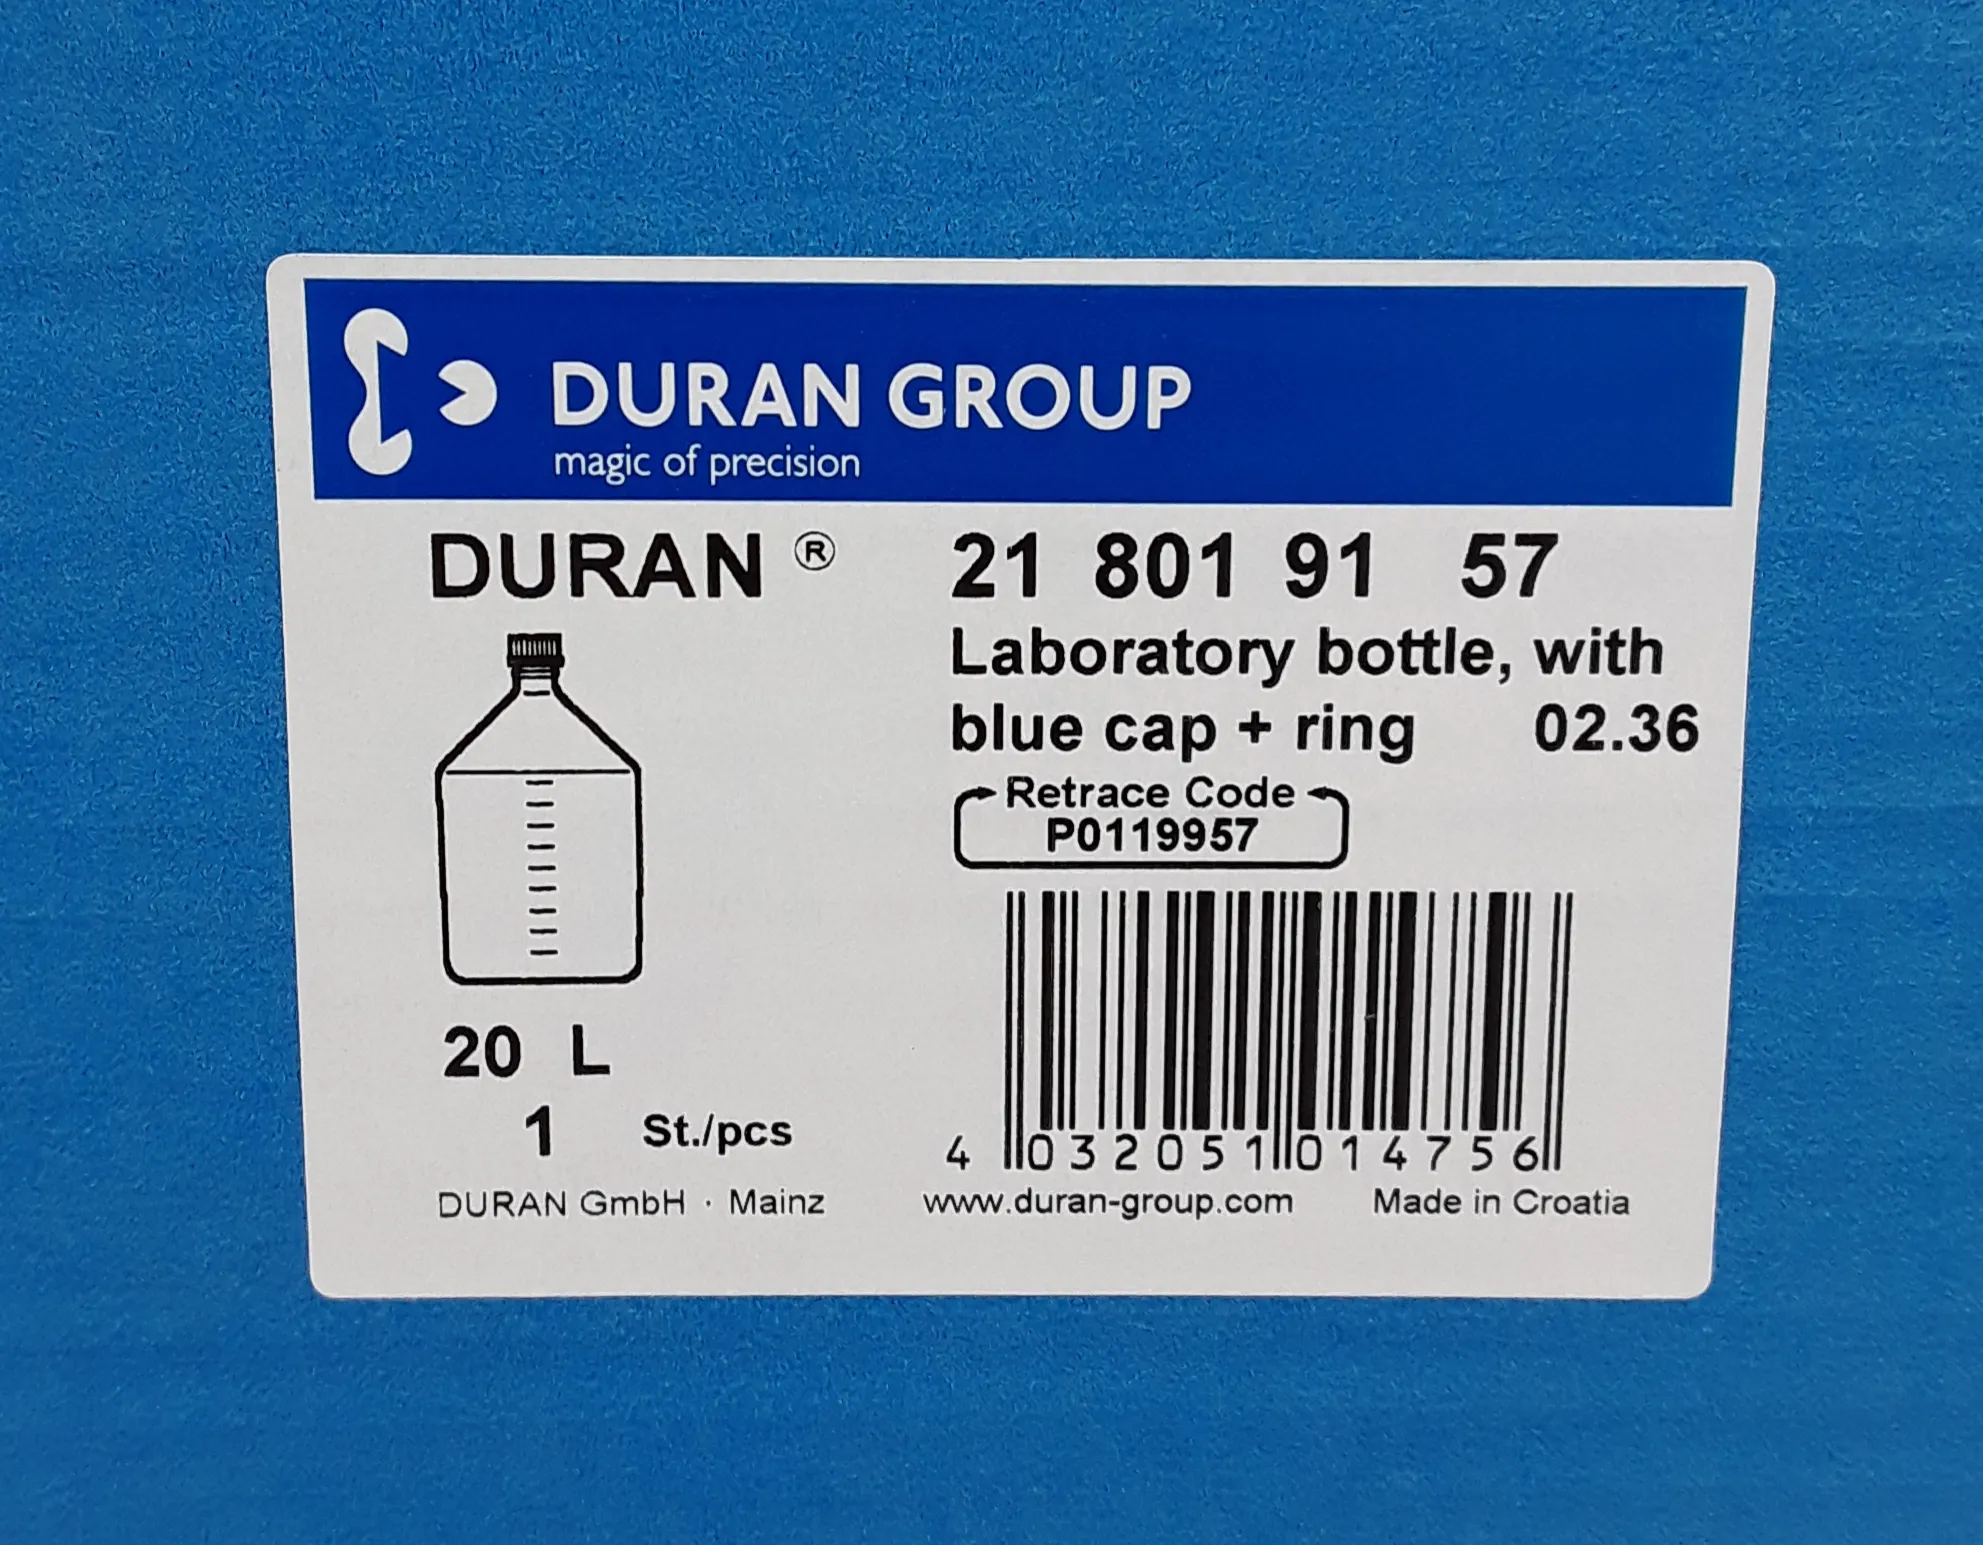 DURAN GROUP
magic of precision
DURAN ® 21 801 91 57
Laboratory bottle, with
blue cap + ring 02.36
Retrace Code
P0119957
20 L
1 St./pcs
4 032051 014756
DURAN GmbH · Mainz www.duran-group.com Made in Croatia